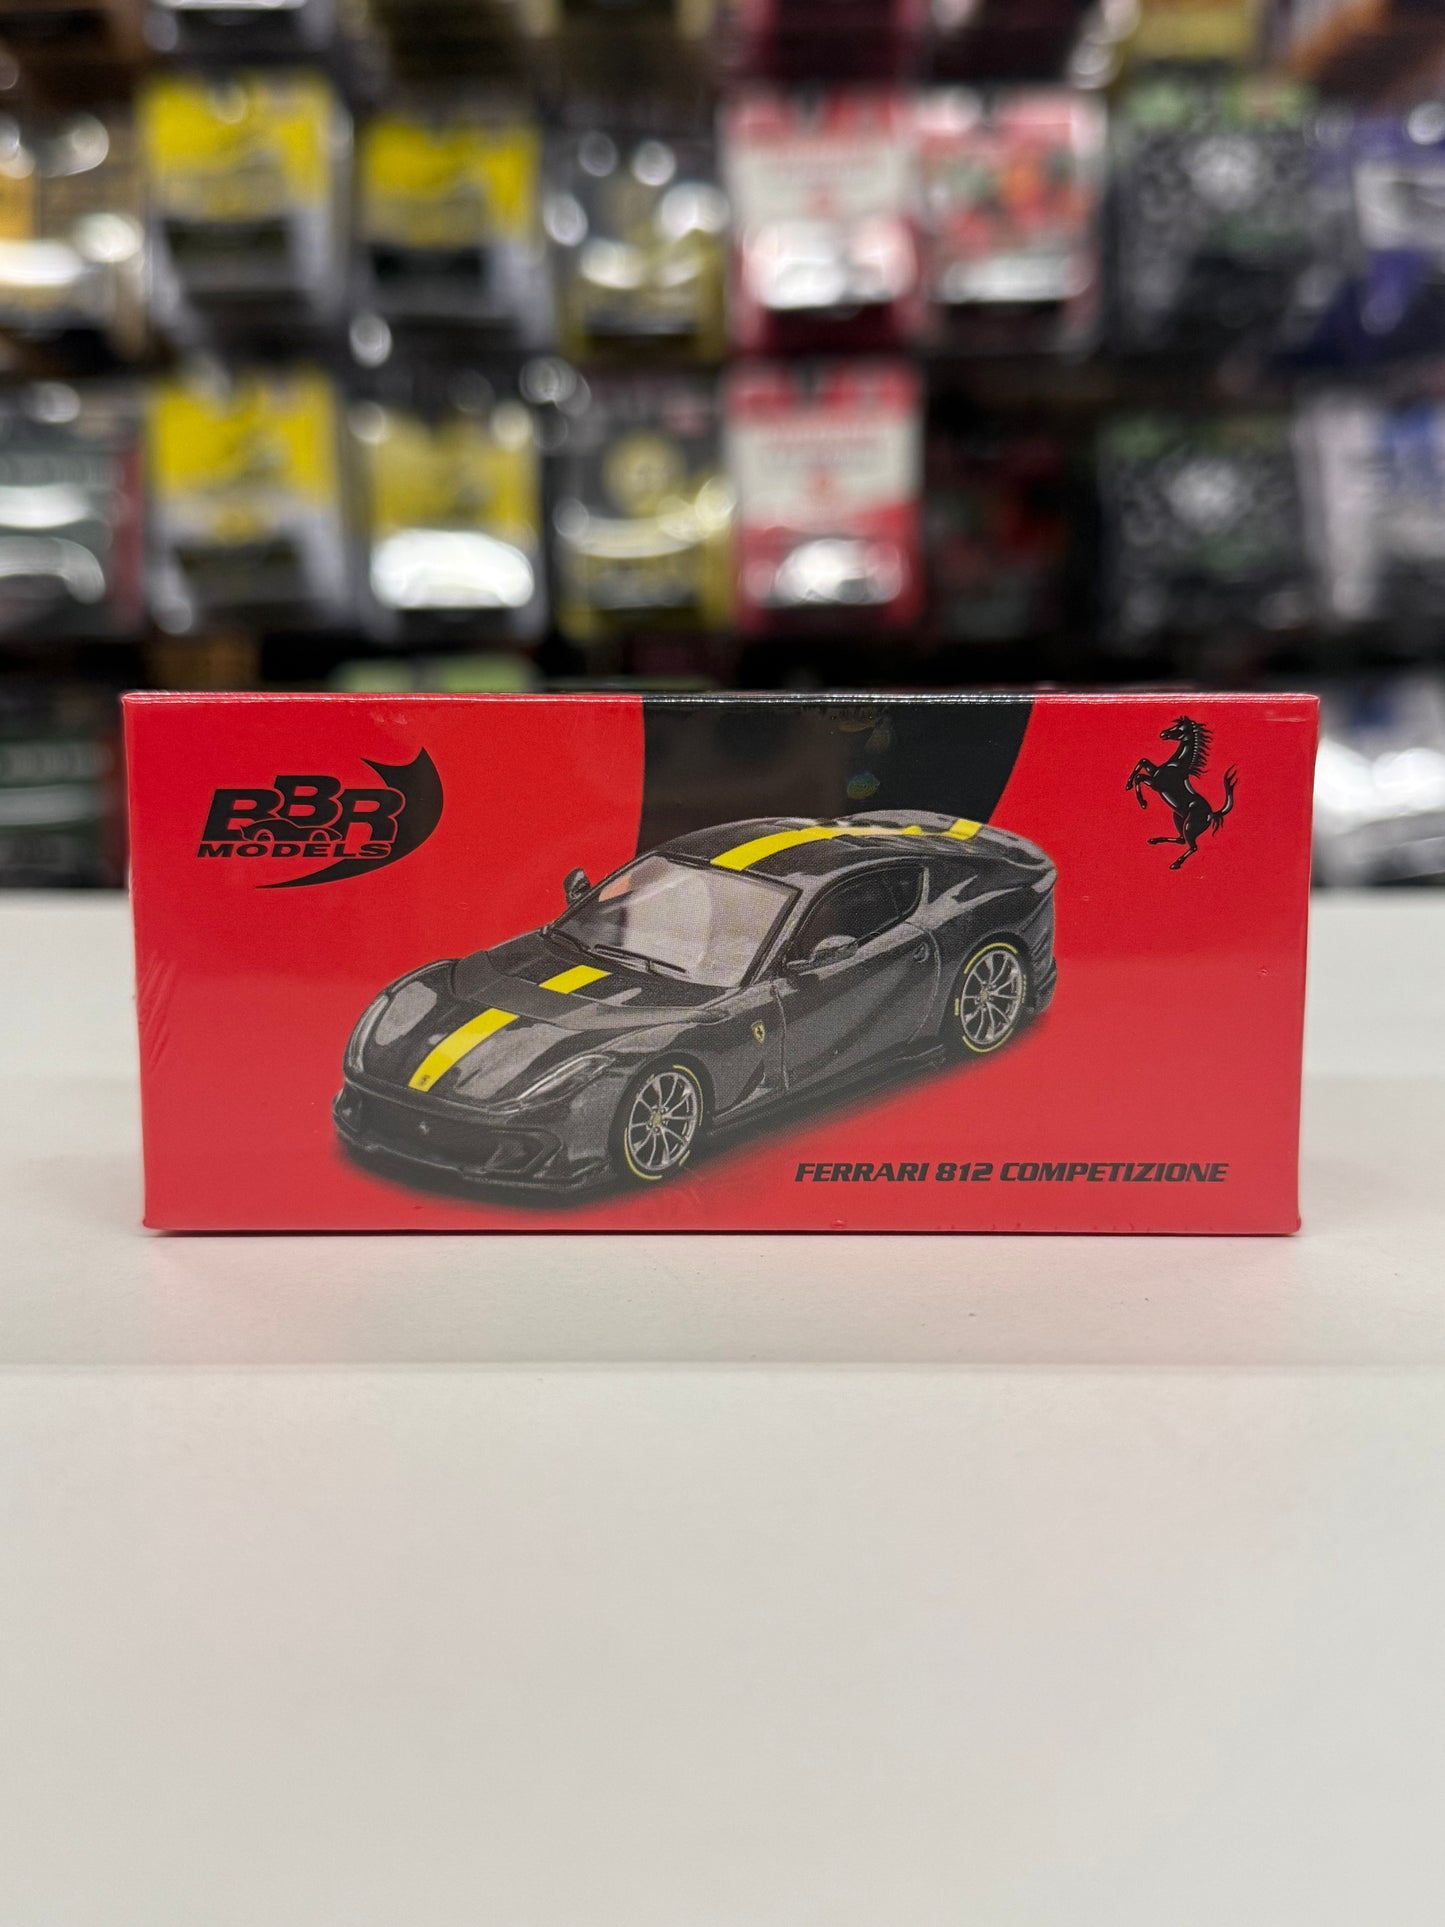 BBR
MODELS
FERRARI 812 COMPETIZIONE